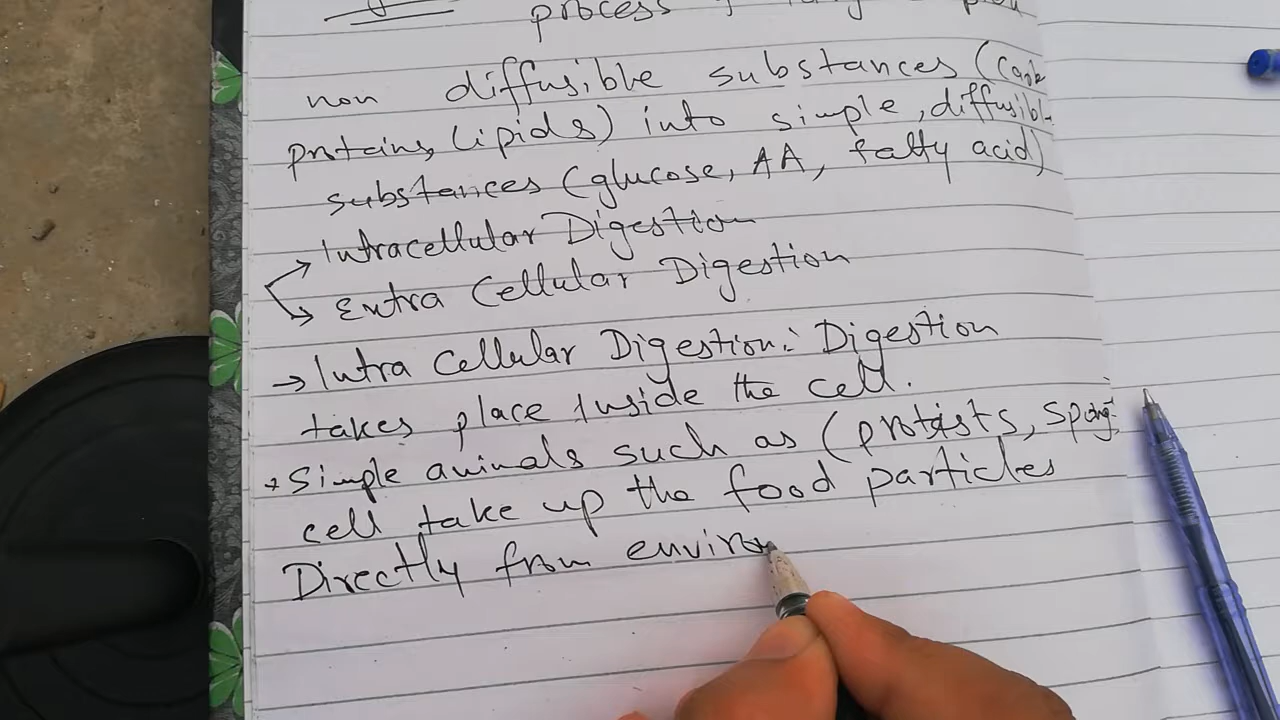 process
non diffusible substances (Carb
proteins, Lipids) into simple, diffusible
substances (glucose, AA, fatty acid)
Intracellular Digestion
Extra Cellular Digestion
Intra Cellular Digestion: Digestion
takes place Inside the cell.
Simple animals such as (protists, Spong
cell take up the food particles
Directly from environ